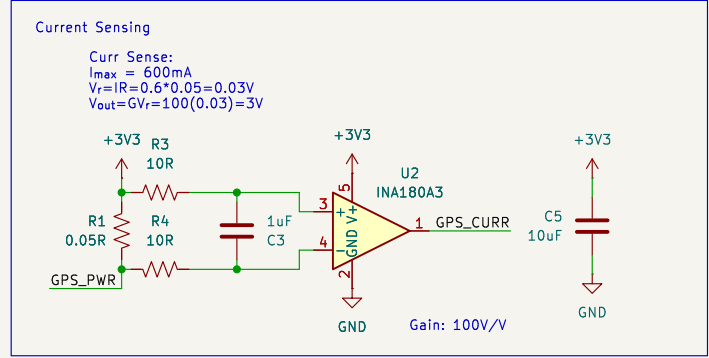 Current Sensing
Curr Sense:
Imax = 600mA
Vr=IR=0.6*0.05=0.03V
Vout=GVr=100(0.03)=3V
+3V3
+3V3
+3V3
R3
10R
U2
INA180A3
5
V+
3
+
R1
0.05R
R4
10R
1uF
C3
1
GPS_CURR
C5
10uF
4
-
GND
2
GPS_PWR
GND
GND
Gain: 100V/V